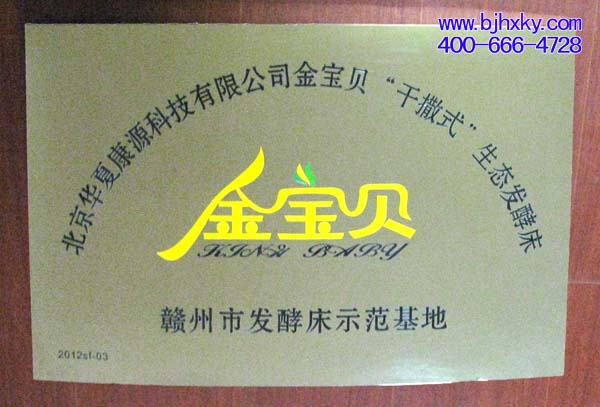 www.bjhxky.com
400-666-4728
北京华夏康源科技有限公司金宝贝“干撒式”生态发酵床
金宝贝
KING BABY
赣州市发酵床示范基地
2012sf-03